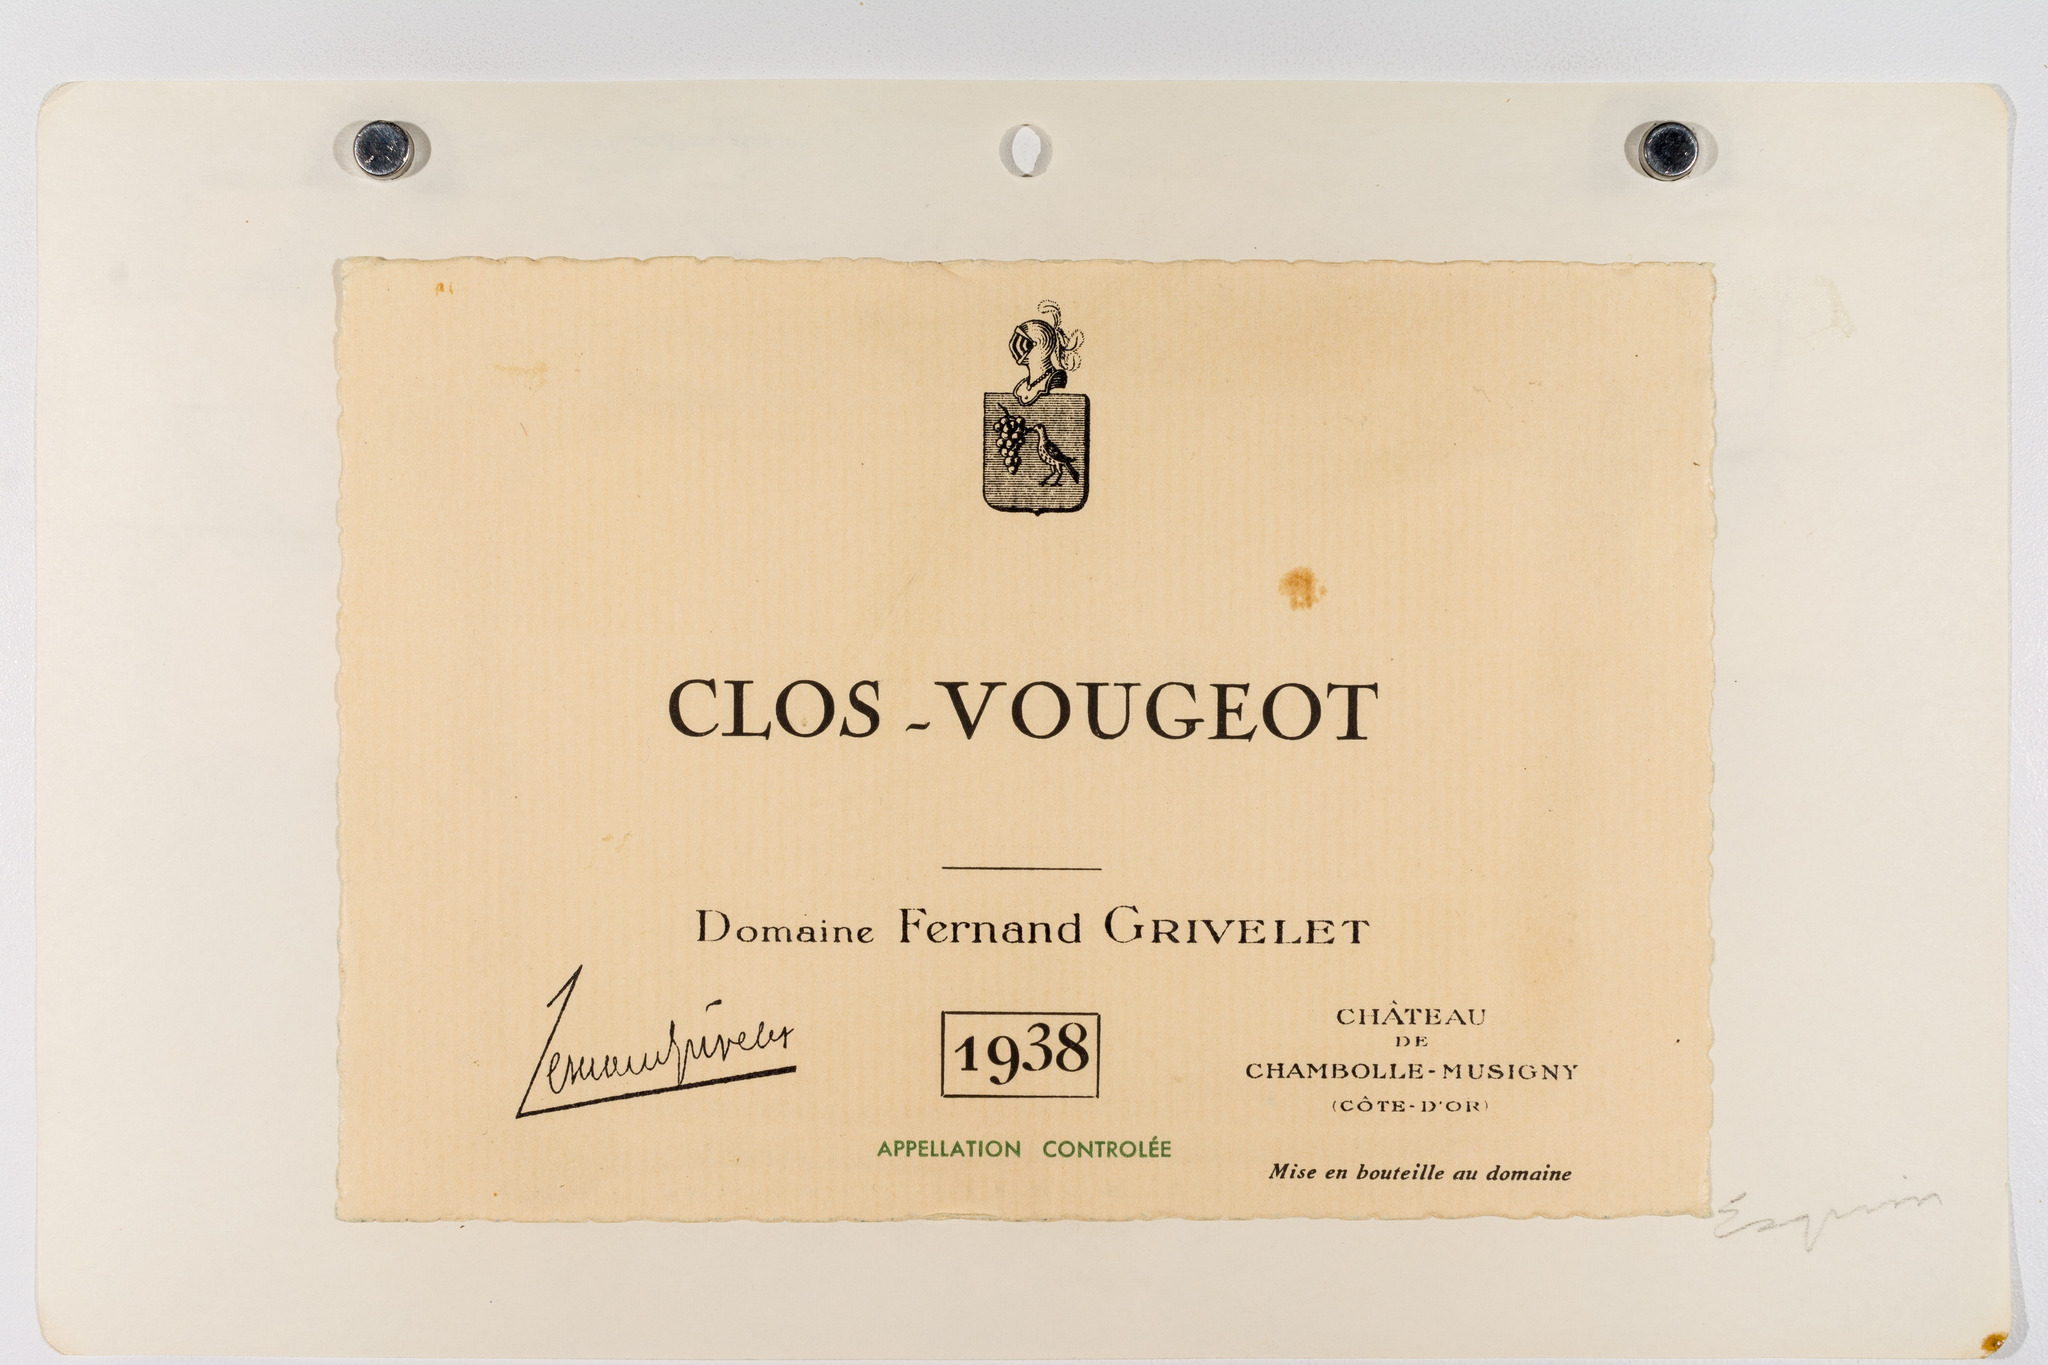 CLOS-VOUGEOT
Domaine Fernand GRIVELET
Fernand Grivelet
1938
CHÂTEAU
DE
CHAMBOLLE-MUSIGNY
(CÔTE-D'OR)
APPELLATION CONTROLÉE
Mise en bouteille au domaine
Esquin